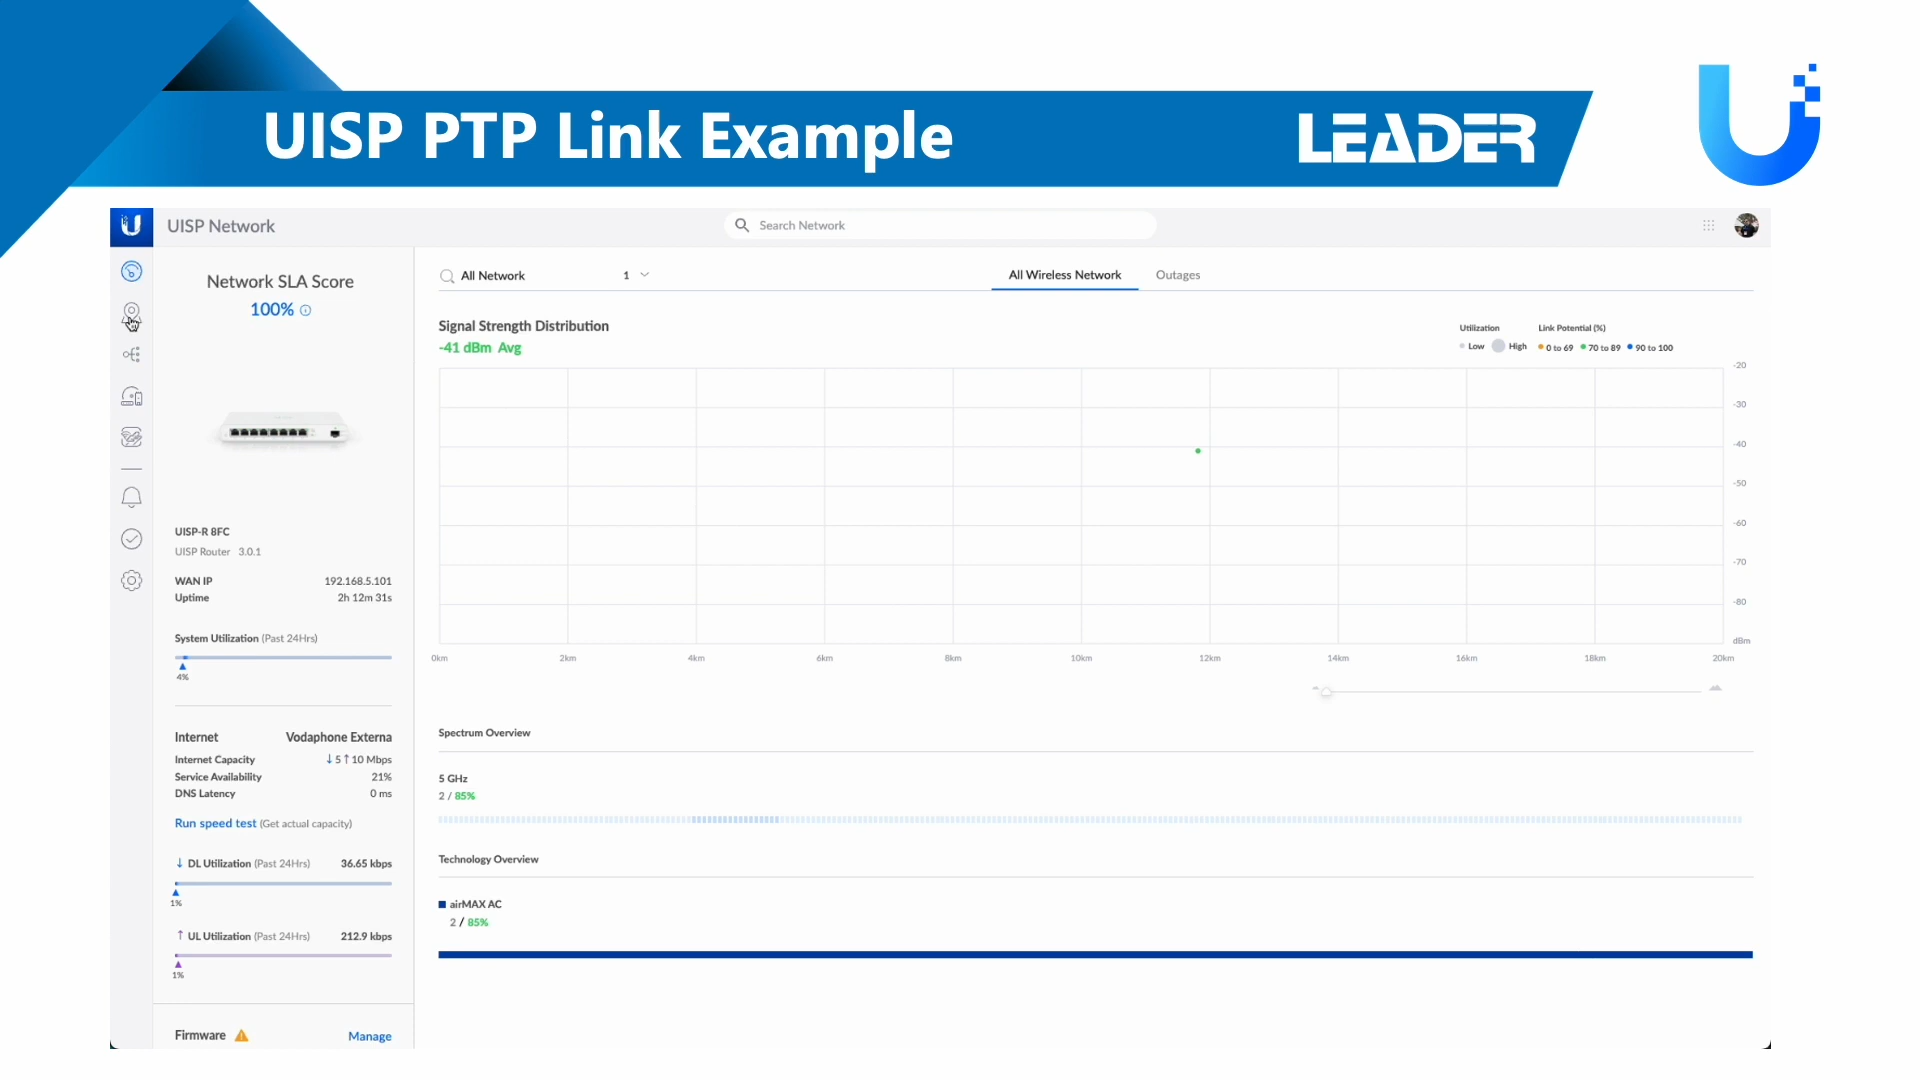 UISP PTP Link Example
LEADER
UISP Network
Search Network
Network SLA Score
100%
UISP-R 8FC
UISP Router 3.0.1
WAN IP 192.168.5.101
Uptime 2h 12m 31s
System Utilization (Past 24Hrs)
4%
Internet Vodaphone Externa
Internet Capacity ↓5 ↑10 Mbps
Service Availability 21%
DNS Latency 0 ms
Run speed test (Get actual capacity)
↓ DL Utilization (Past 24Hrs) 36.65 kbps
1%
↑ UL Utilization (Past 24Hrs) 212.9 kbps
1%
Firmware Manage
All Network 1
All Wireless Network Outages
Signal Strength Distribution
-41 dBm Avg
Utilization
Low High
Link Potential (%)
0 to 69 70 to 89 90 to 100
-20
-30
-40
-50
-60
-70
-80
dBm
0km 2km 4km 6km 8km 10km 12km 14km 16km 18km 20km
Spectrum Overview
5 GHz
2 / 85%
Technology Overview
airMAX AC
2 / 85%